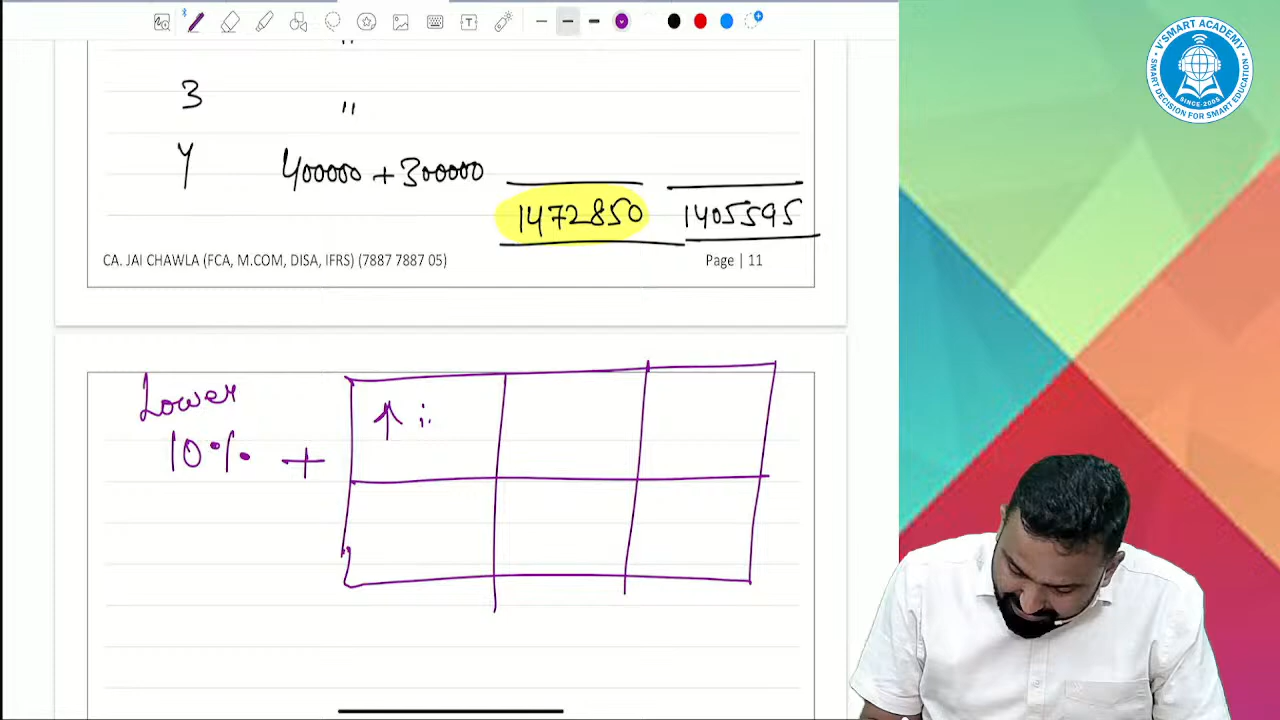 "
3 "
4 400000 + 300000
1472850 1405595
CA. JAI CHAWLA (FCA, M.COM, DISA, IFRS) (7887 7887 05) Page | 11
Lower
10% +
↑ i.
V'SMART ACADEMY
SMART DECISION FOR SMART EDUCATION
SINCE-2005